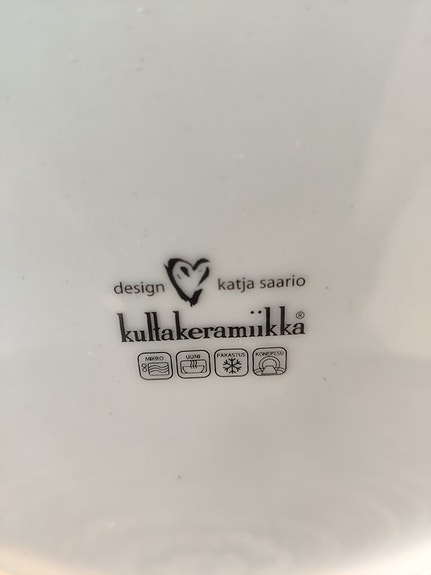 design katja saario
kultakeramiikka®
MIKRO UUNI PAKASTUS KONEPESU